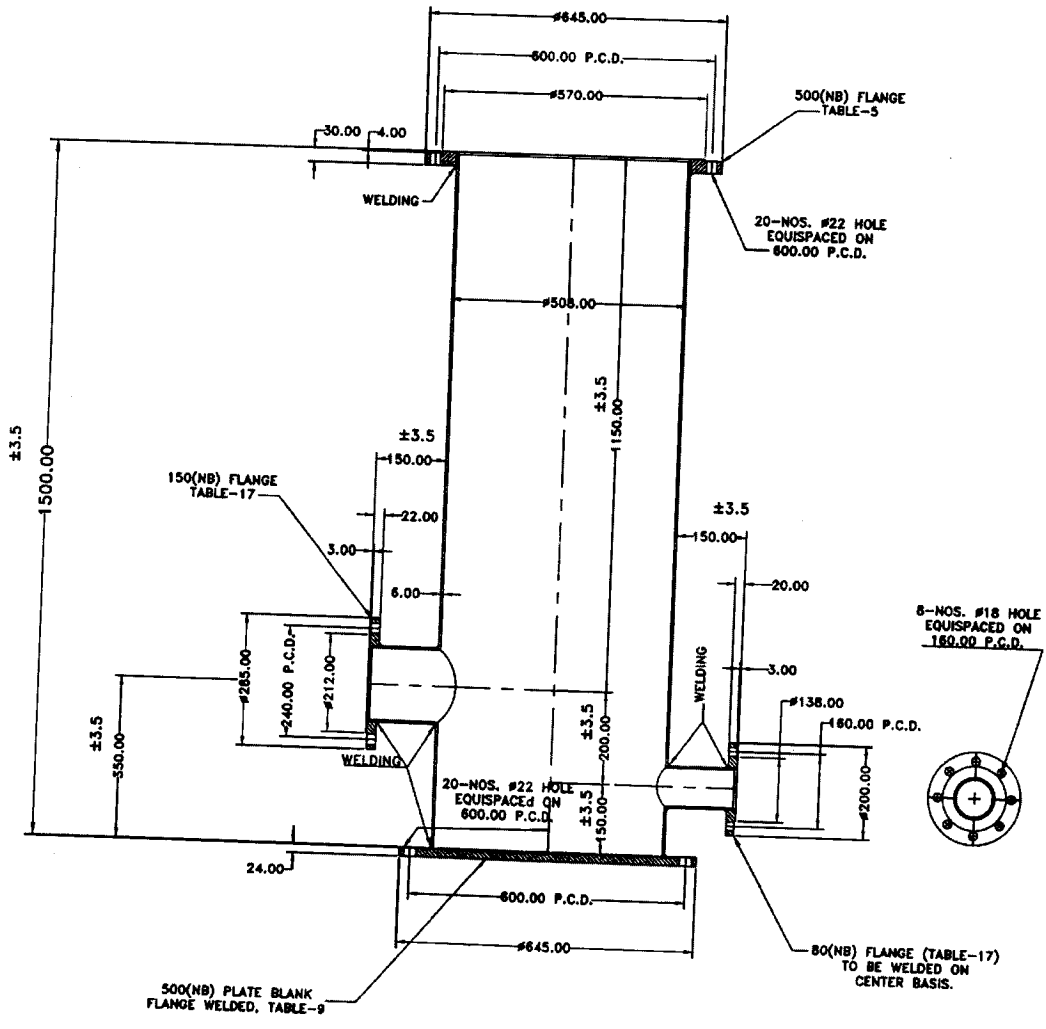 ø645.00
600.00 P.C.D.
ø570.00
500(NB) FLANGE
TABLE-5
30.00
4.00
WELDING
20-NOS. ø22 HOLE
EQUISPACED ON
600.00 P.C.D.
ø508.00
±3.5
1500.00
±3.5
1150.00
±3.5
150.00
150(NB) FLANGE
TABLE-17
22.00
3.00
6.00
±3.5
150.00
20.00
8-NOS. ø18 HOLE
EQUISPACED ON
160.00 P.C.D.
WELDING
3.00
ø138.00
160.00 P.C.D.
ø285.00
240.00 P.C.D.
ø212.00
±3.5
350.00
±3.5
200.00
WELDING
20-NOS. ø22 HOLE
EQUISPACEd ON
600.00 P.C.D.
±3.5
150.00
ø200.00
24.00
600.00 P.C.D.
ø645.00
80(NB) FLANGE (TABLE-17)
TO BE WELDED ON
CENTER BASIS.
500(NB) PLATE BLANK
FLANGE WELDED, TABLE-9